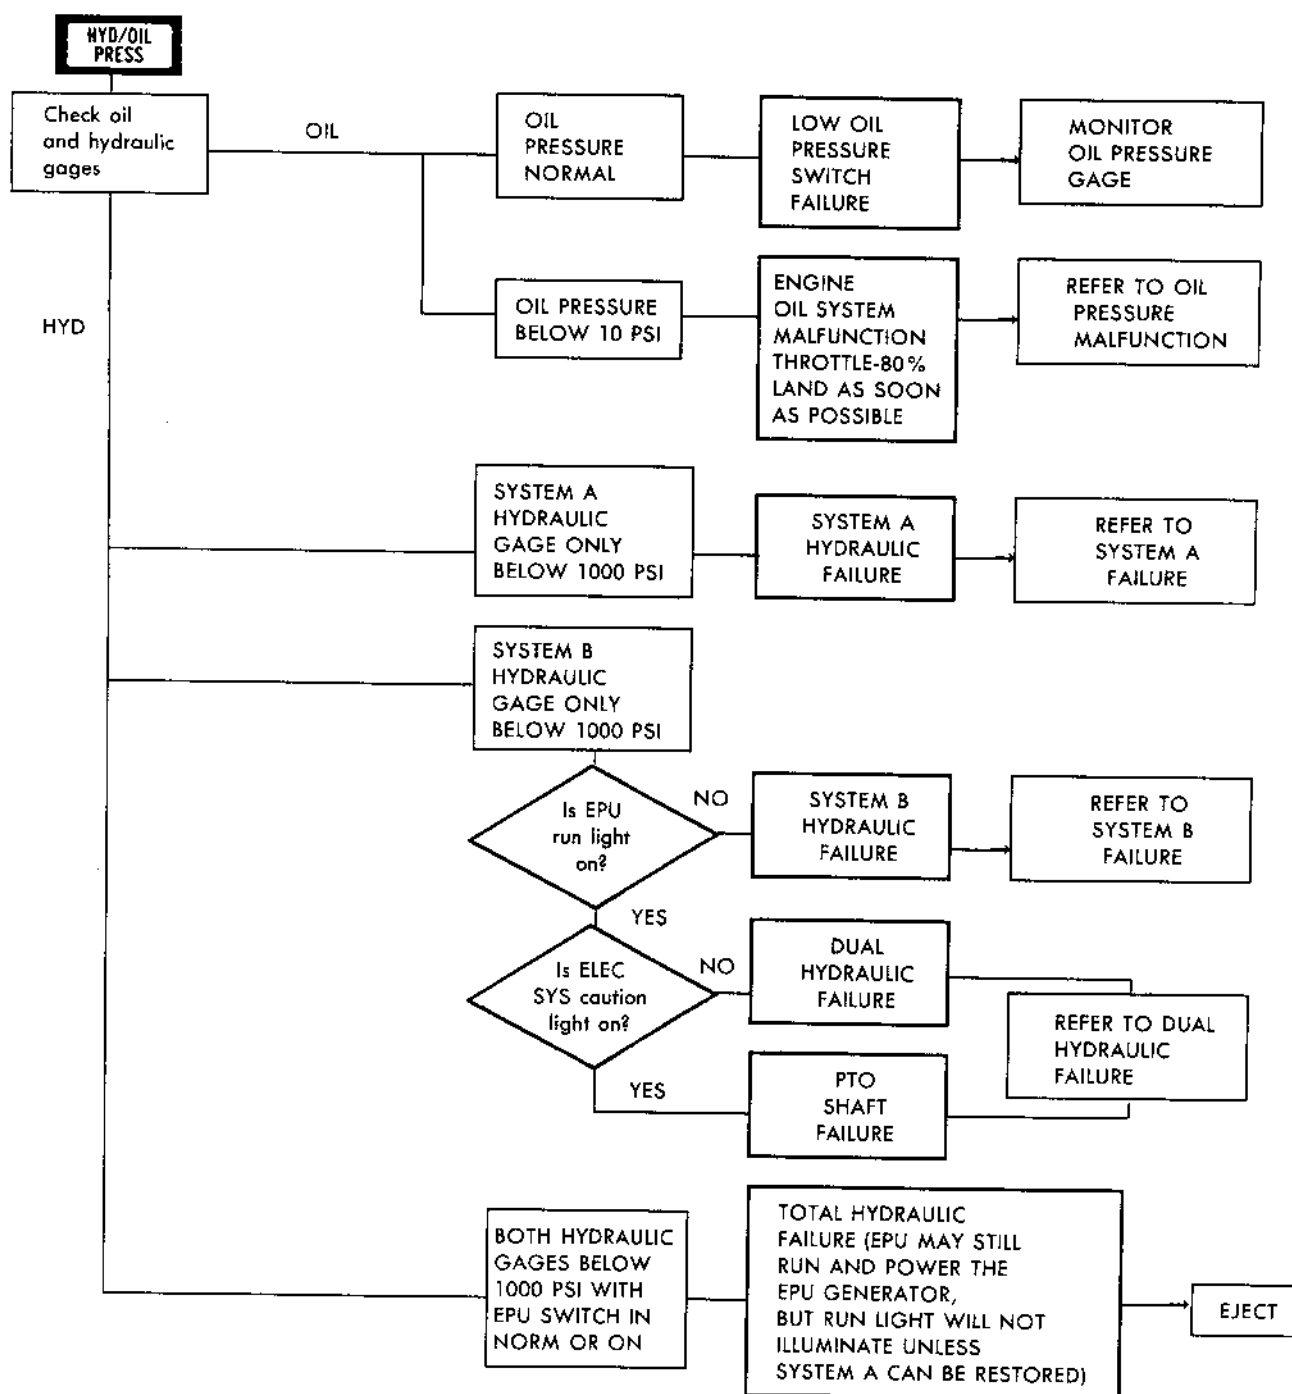 HYD/OIL
PRESS
Check oil
and hydraulic
gages
OIL
OIL
PRESSURE
NORMAL
LOW OIL
PRESSURE
SWITCH
FAILURE
MONITOR
OIL PRESSURE
GAGE
HYD
OIL PRESSURE
BELOW 10 PSI
ENGINE
OIL SYSTEM
MALFUNCTION
THROTTLE-80%
LAND AS SOON
AS POSSIBLE
REFER TO OIL
PRESSURE
MALFUNCTION
SYSTEM A
HYDRAULIC
GAGE ONLY
BELOW 1000 PSI
SYSTEM A
HYDRAULIC
FAILURE
REFER TO
SYSTEM A
FAILURE
SYSTEM B
HYDRAULIC
GAGE ONLY
BELOW 1000 PSI
Is EPU
run light
on?
NO
SYSTEM B
HYDRAULIC
FAILURE
REFER TO
SYSTEM B
FAILURE
YES
Is ELEC
SYS caution
light on?
NO
DUAL
HYDRAULIC
FAILURE
REFER TO DUAL
HYDRAULIC
FAILURE
YES
PTO
SHAFT
FAILURE
BOTH HYDRAULIC
GAGES BELOW
1000 PSI WITH
EPU SWITCH IN
NORM OR ON
TOTAL HYDRAULIC
FAILURE (EPU MAY STILL
RUN AND POWER THE
EPU GENERATOR,
BUT RUN LIGHT WILL NOT
ILLUMINATE UNLESS
SYSTEM A CAN BE RESTORED)
EJECT